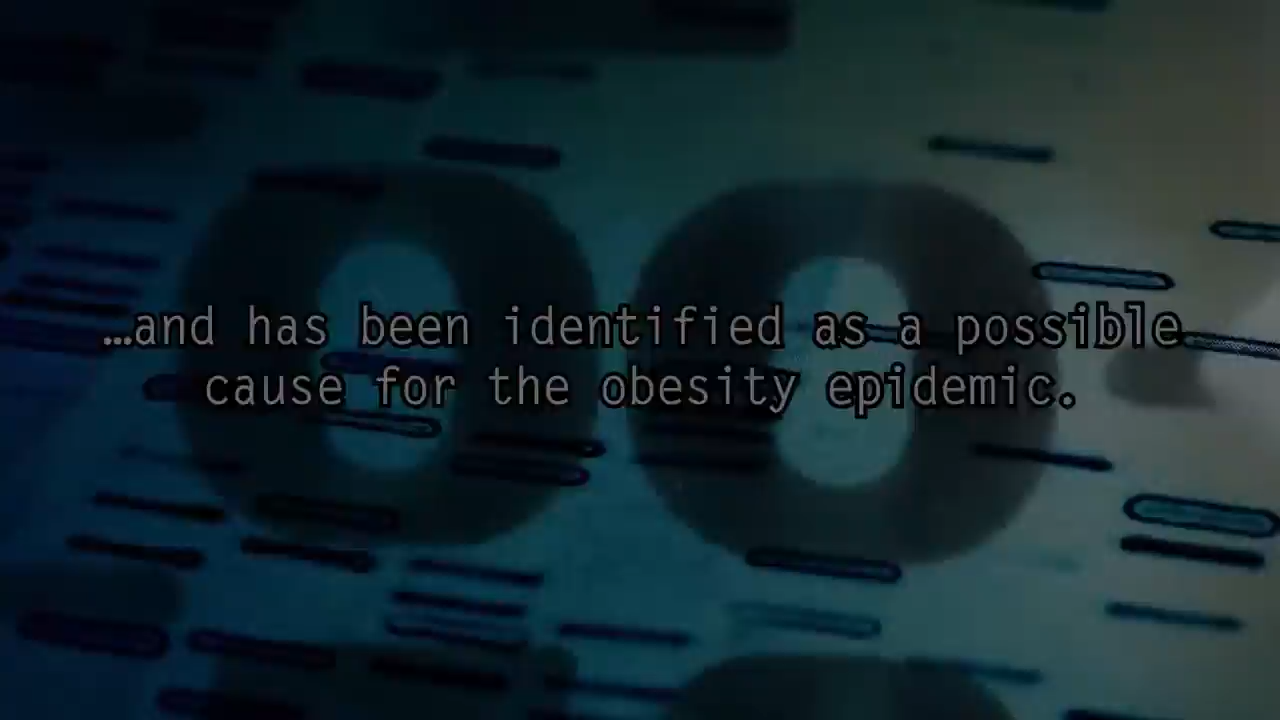 …and has been identified as a possible
cause for the obesity epidemic.